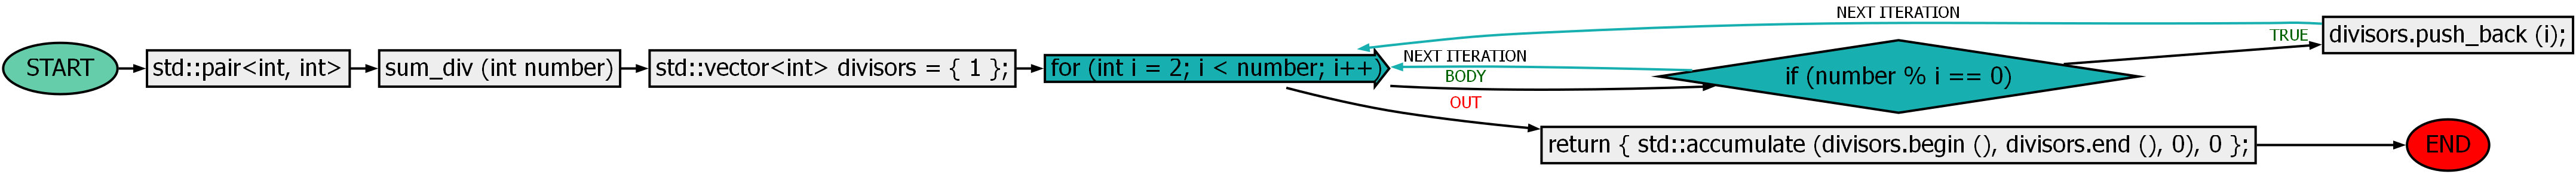 START
std::pair<int, int>
sum_div (int number)
std::vector<int> divisors = { 1 };
for (int i = 2; i < number; i++)
NEXT ITERATION
NEXT ITERATION
BODY
OUT
if (number % i == 0)
TRUE
divisors.push_back (i);
return { std::accumulate (divisors.begin (), divisors.end (), 0), 0 };
END